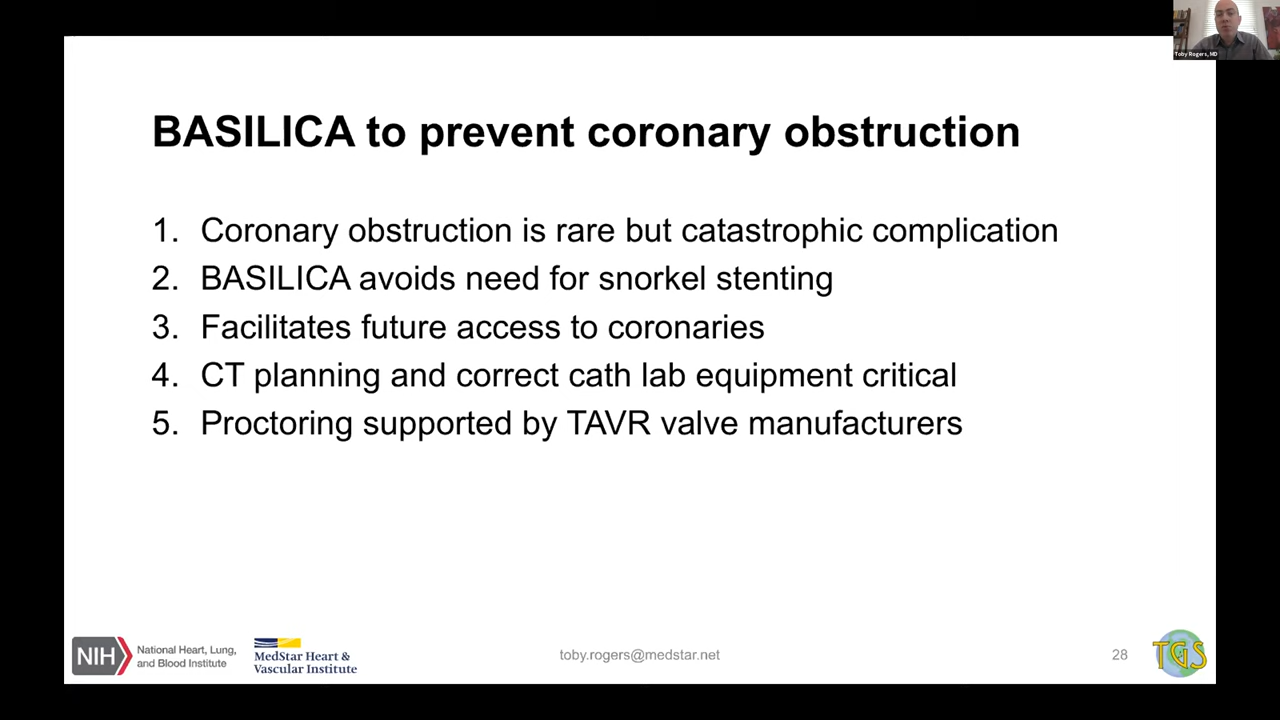 Toby Rogers, MD
BASILICA to prevent coronary obstruction
1. Coronary obstruction is rare but catastrophic complication
2. BASILICA avoids need for snorkel stenting
3. Facilitates future access to coronaries
4. CT planning and correct cath lab equipment critical
5. Proctoring supported by TAVR valve manufacturers
NIH
National Heart, Lung,
and Blood Institute
MedStar Heart &
Vascular Institute
toby.rogers@medstar.net
28
TGS